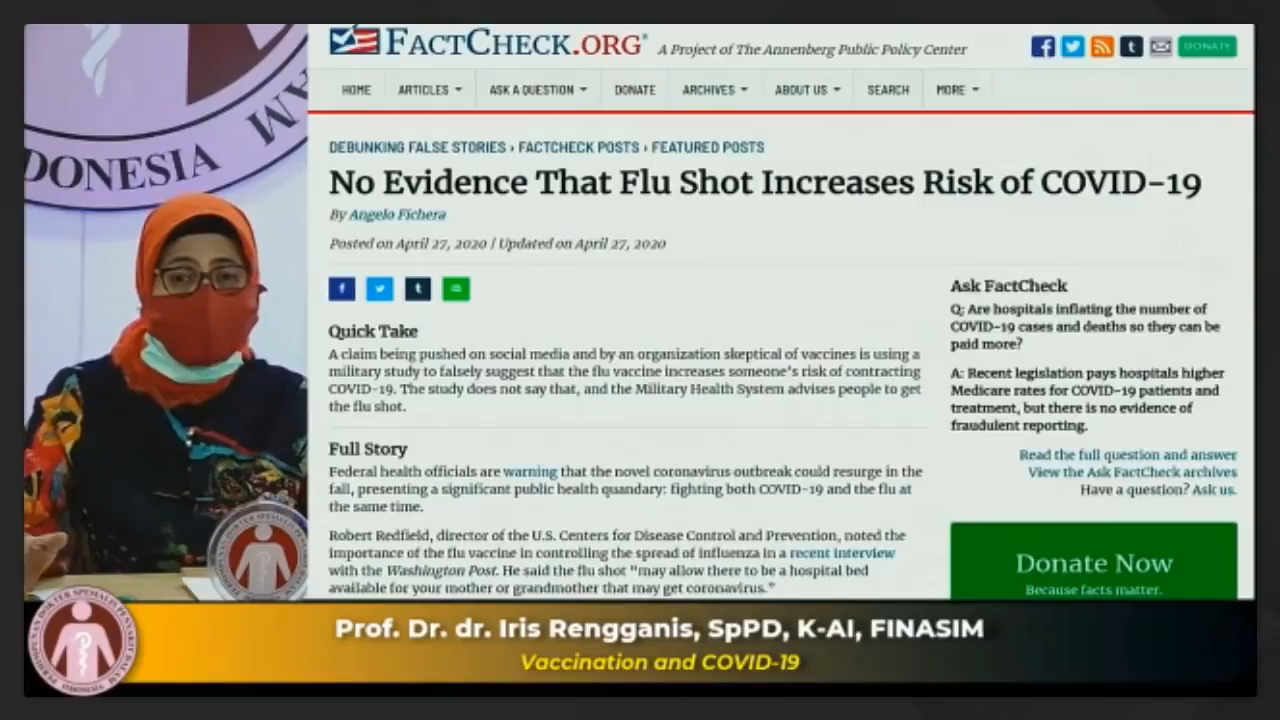 DONESIA
AM
FACTCHECK.ORG®
A Project of The Annenberg Public Policy Center
DONATE
HOME
ARTICLES
ASK A QUESTION
DONATE
ARCHIVES
ABOUT US
SEARCH
MORE
DEBUNKING FALSE STORIES › FACTCHECK POSTS › FEATURED POSTS
No Evidence That Flu Shot Increases Risk of COVID-19
By Angelo Fichera
Posted on April 27, 2020 / Updated on April 27, 2020
Quick Take
A claim being pushed on social media and by an organization skeptical of vaccines is using a
military study to falsely suggest that the flu vaccine increases someone's risk of contracting
COVID-19. The study does not say that, and the Military Health System advises people to get
the flu shot.
Full Story
Federal health officials are warning that the novel coronavirus outbreak could resurge in the
fall, presenting a significant public health quandary: fighting both COVID-19 and the flu at
the same time.
Robert Redfield, director of the U.S. Centers for Disease Control and Prevention, noted the
importance of the flu vaccine in controlling the spread of influenza in a recent interview
with the Washington Post. He said the flu shot "may allow there to be a hospital bed
available for your mother or grandmother that may get coronavirus."
Ask FactCheck
Q: Are hospitals inflating the number of
COVID-19 cases and deaths so they can be
paid more?
A: Recent legislation pays hospitals higher
Medicare rates for COVID-19 patients and
treatment, but there is no evidence of
fraudulent reporting.
Read the full question and answer
View the Ask FactCheck archives
Have a question? Ask us.
Donate Now
Because facts matter.
PERHIMPUNAN DOKTER SPESIALIS PENYAKIT DALAM
INDONESIA
Prof. Dr. dr. Iris Rengganis, SpPD, K-AI, FINASIM
Vaccination and COVID-19